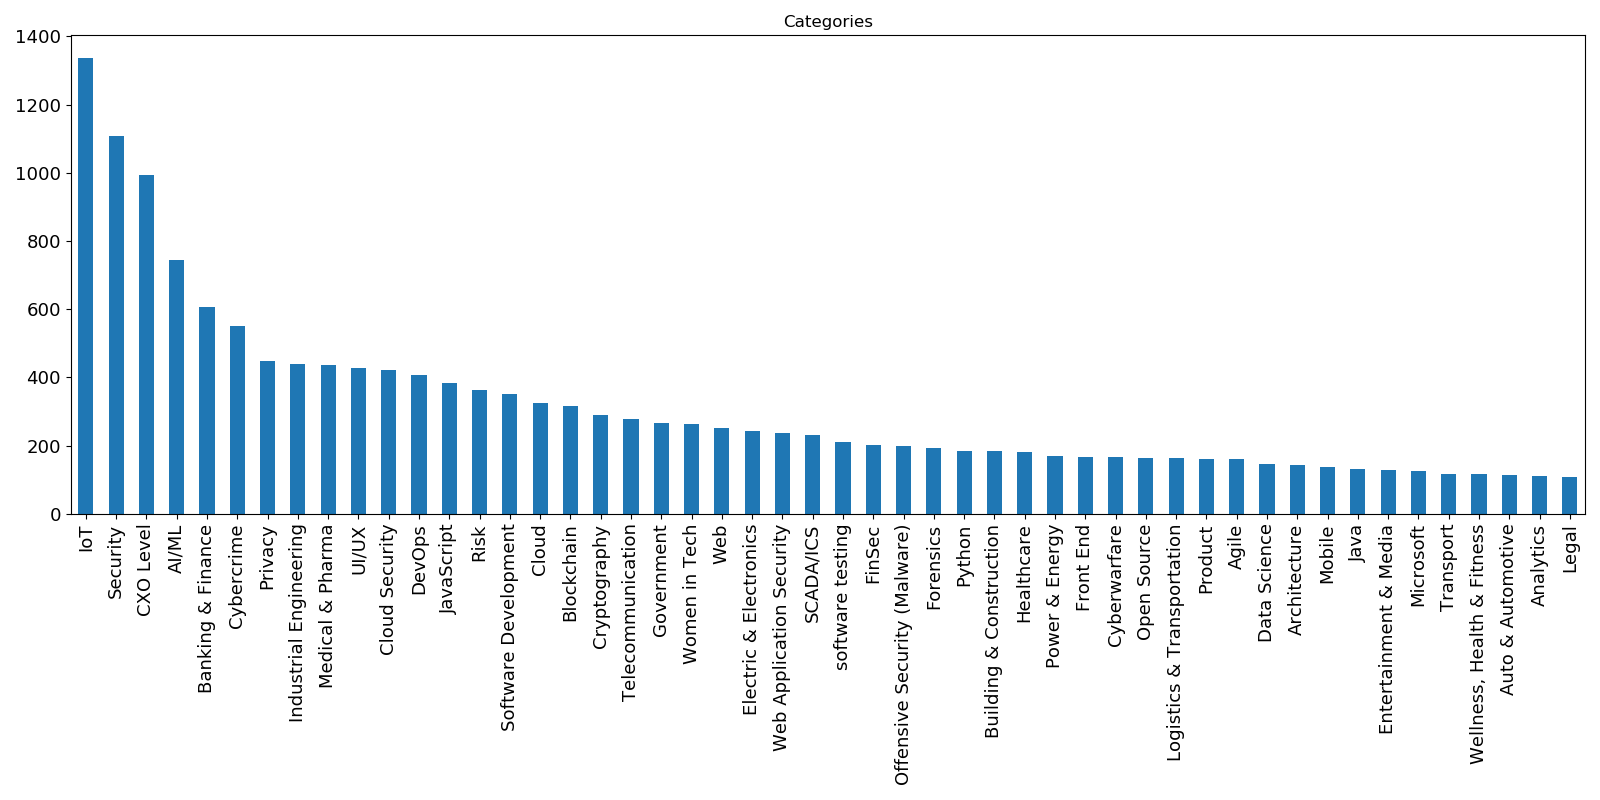 Categories
1400
1200
1000
800
600
400
200
0
IoT
Security
CXO Level
AI/ML
Banking & Finance
Cybercrime
Privacy
Industrial Engineering
Medical & Pharma
UI/UX
Cloud Security
DevOps
JavaScript
Risk
Software Development
Cloud
Blockchain
Cryptography
Telecommunication
Government
Women in Tech
Web
Electric & Electronics
Web Application Security
SCADA/ICS
software testing
FinSec
Offensive Security (Malware)
Forensics
Python
Building & Construction
Healthcare
Power & Energy
Front End
Cyberwarfare
Open Source
Logistics & Transportation
Product
Agile
Data Science
Architecture
Mobile
Java
Entertainment & Media
Microsoft
Transport
Wellness, Health & Fitness
Auto & Automotive
Analytics
Legal